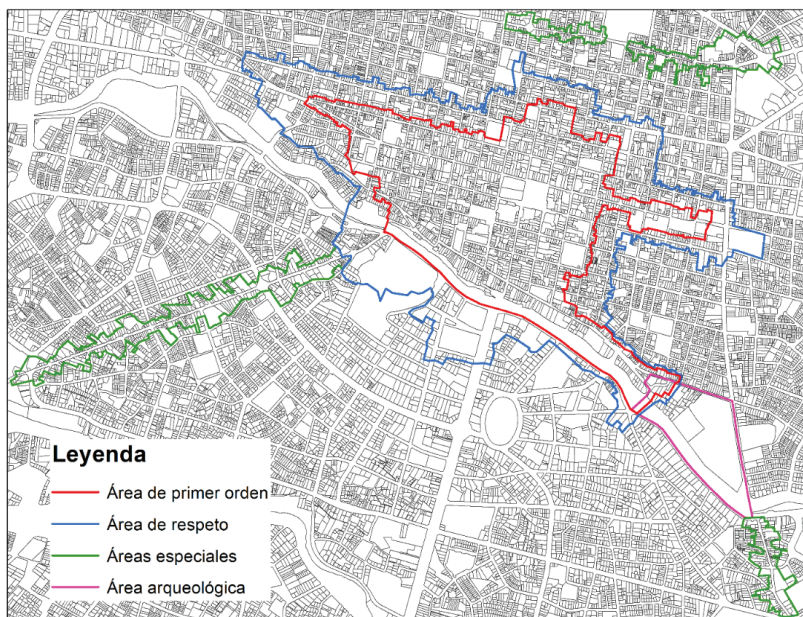 Leyenda
Área de primer orden
Área de respeto
Áreas especiales
Área arqueológica